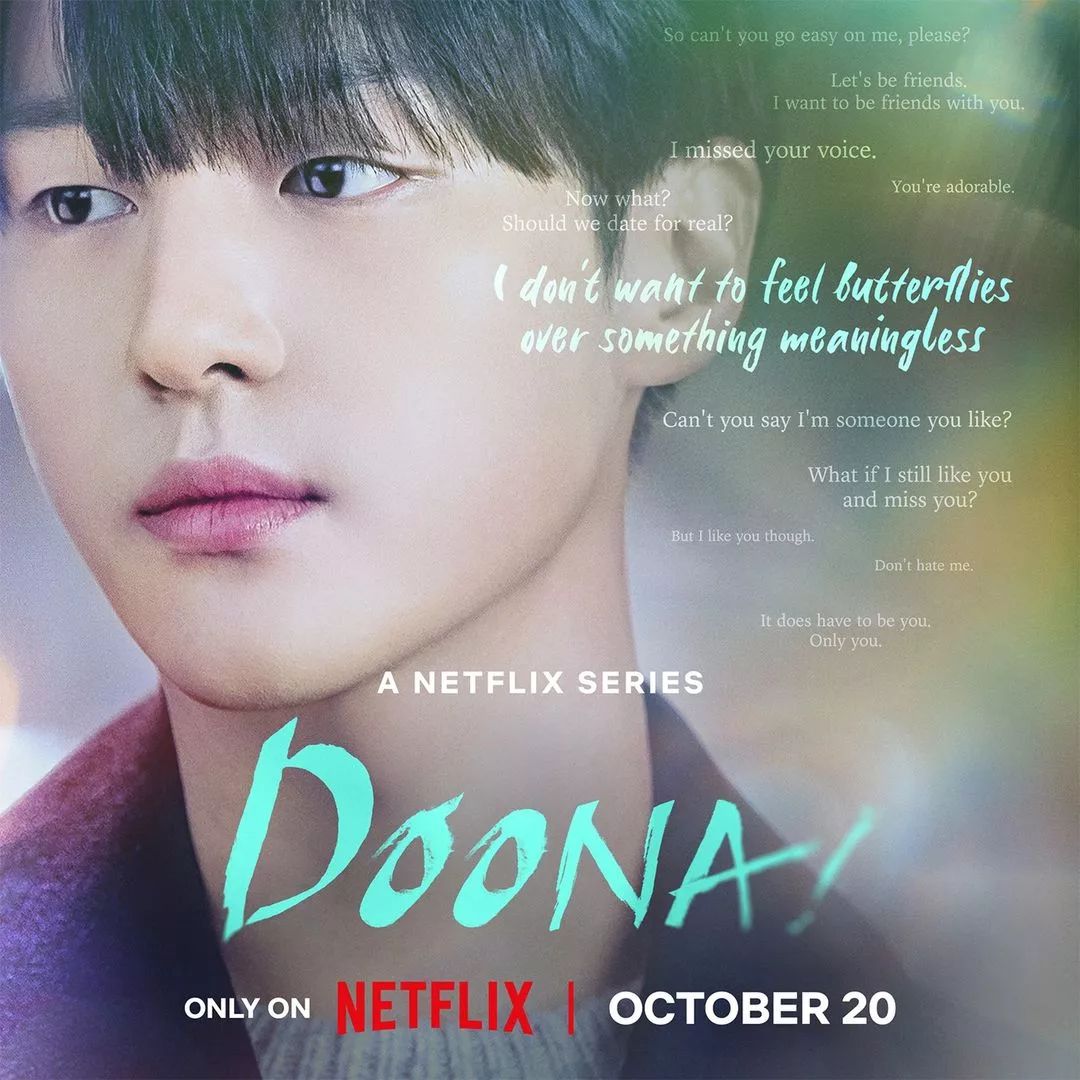 So can't you go easy on me, please?
Let's be friends.
I want to be friends with you.
I missed your voice.
You're adorable.
Now what?
Should we date for real?
I don't want to feel butterflies
over something meaningless
Can't you say I'm someone you like?
What if I still like you
and miss you?
But I like you though.
Don't hate me.
It does have to be you.
Only you.
A NETFLIX SERIES
DOONA!
ONLY ON NETFLIX | OCTOBER 20